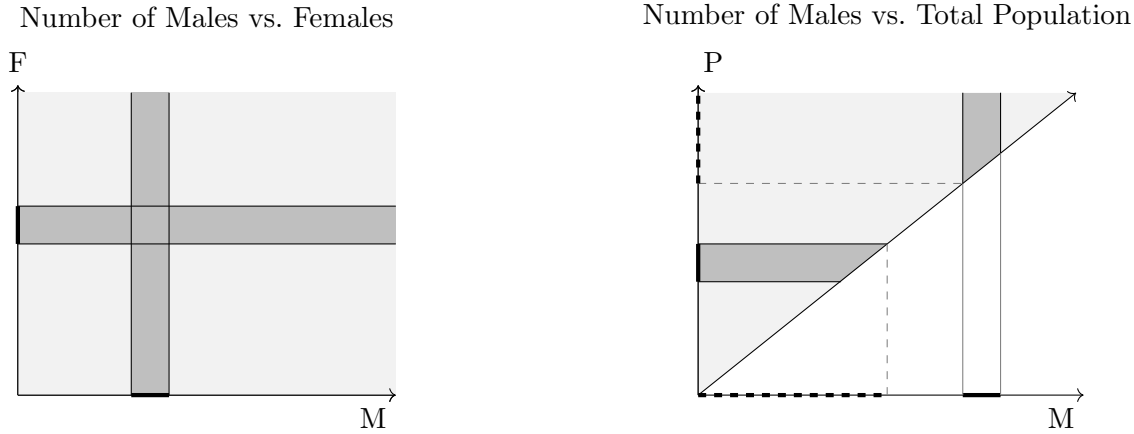 Number of Males vs. Females
F
M
Number of Males vs. Total Population
P
M